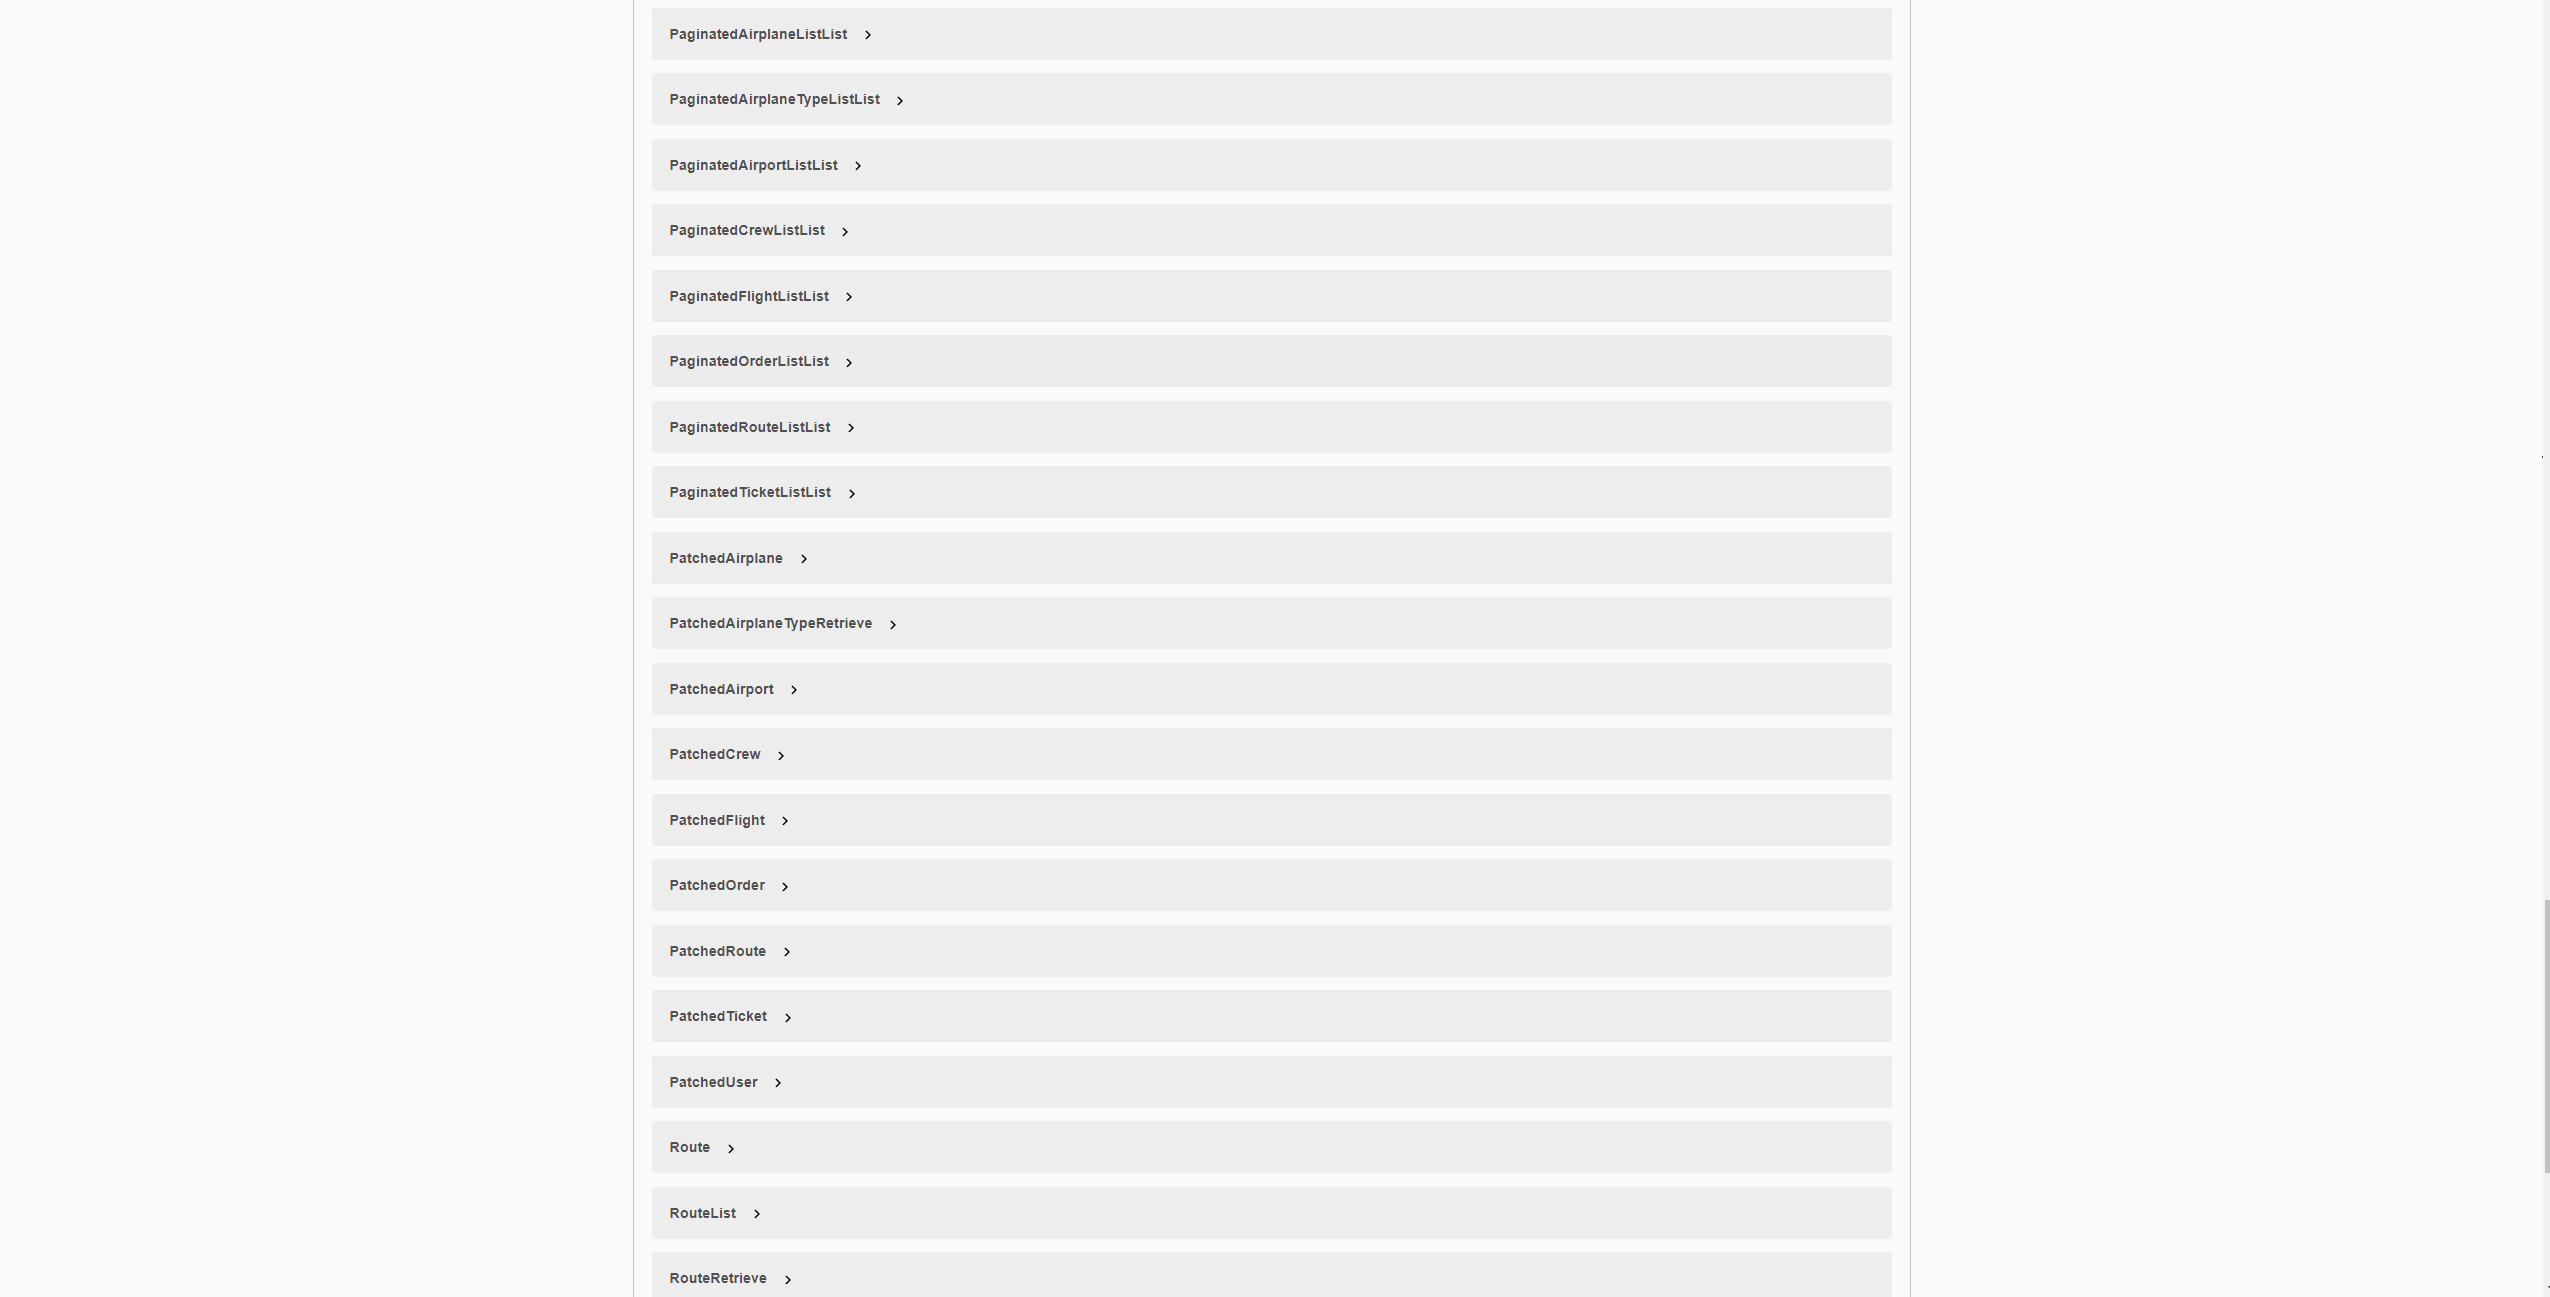 PaginatedAirplaneListList
PaginatedAirplaneTypeListList
PaginatedAirportListList
PaginatedCrewListList
PaginatedFlightListList
PaginatedOrderListList
PaginatedRouteListList
PaginatedTicketListList
PatchedAirplane
PatchedAirplaneTypeRetrieve
PatchedAirport
PatchedCrew
PatchedFlight
PatchedOrder
PatchedRoute
PatchedTicket
PatchedUser
Route
RouteList
RouteRetrieve